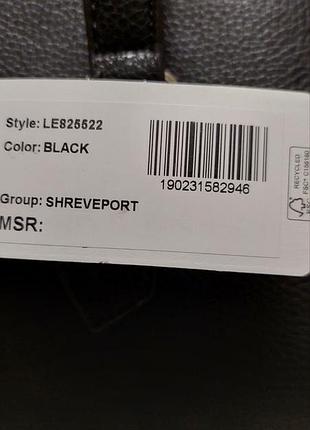 Style: LE825522
Color: BLACK
190231582946
Group: SHREVEPORT
MSR:
RECYCLED